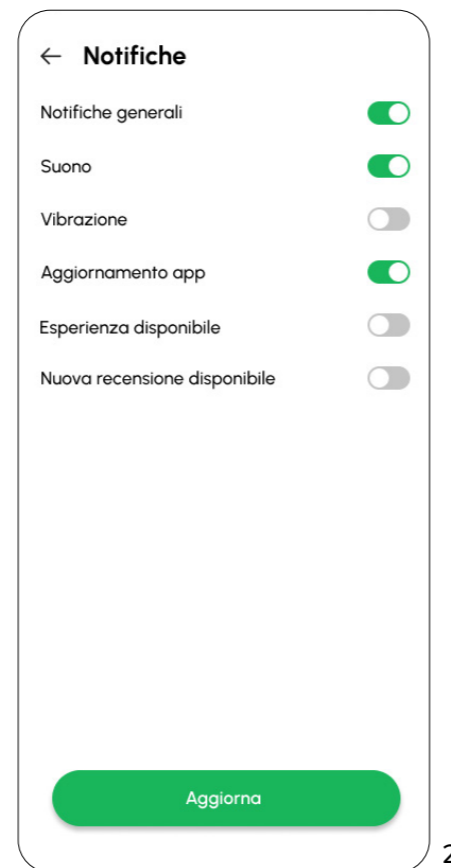 Notifiche
Notifiche generali
Suono
Vibrazione
Aggiornamento app
Esperienza disponibile
Nuova recensione disponibile
Aggiorna